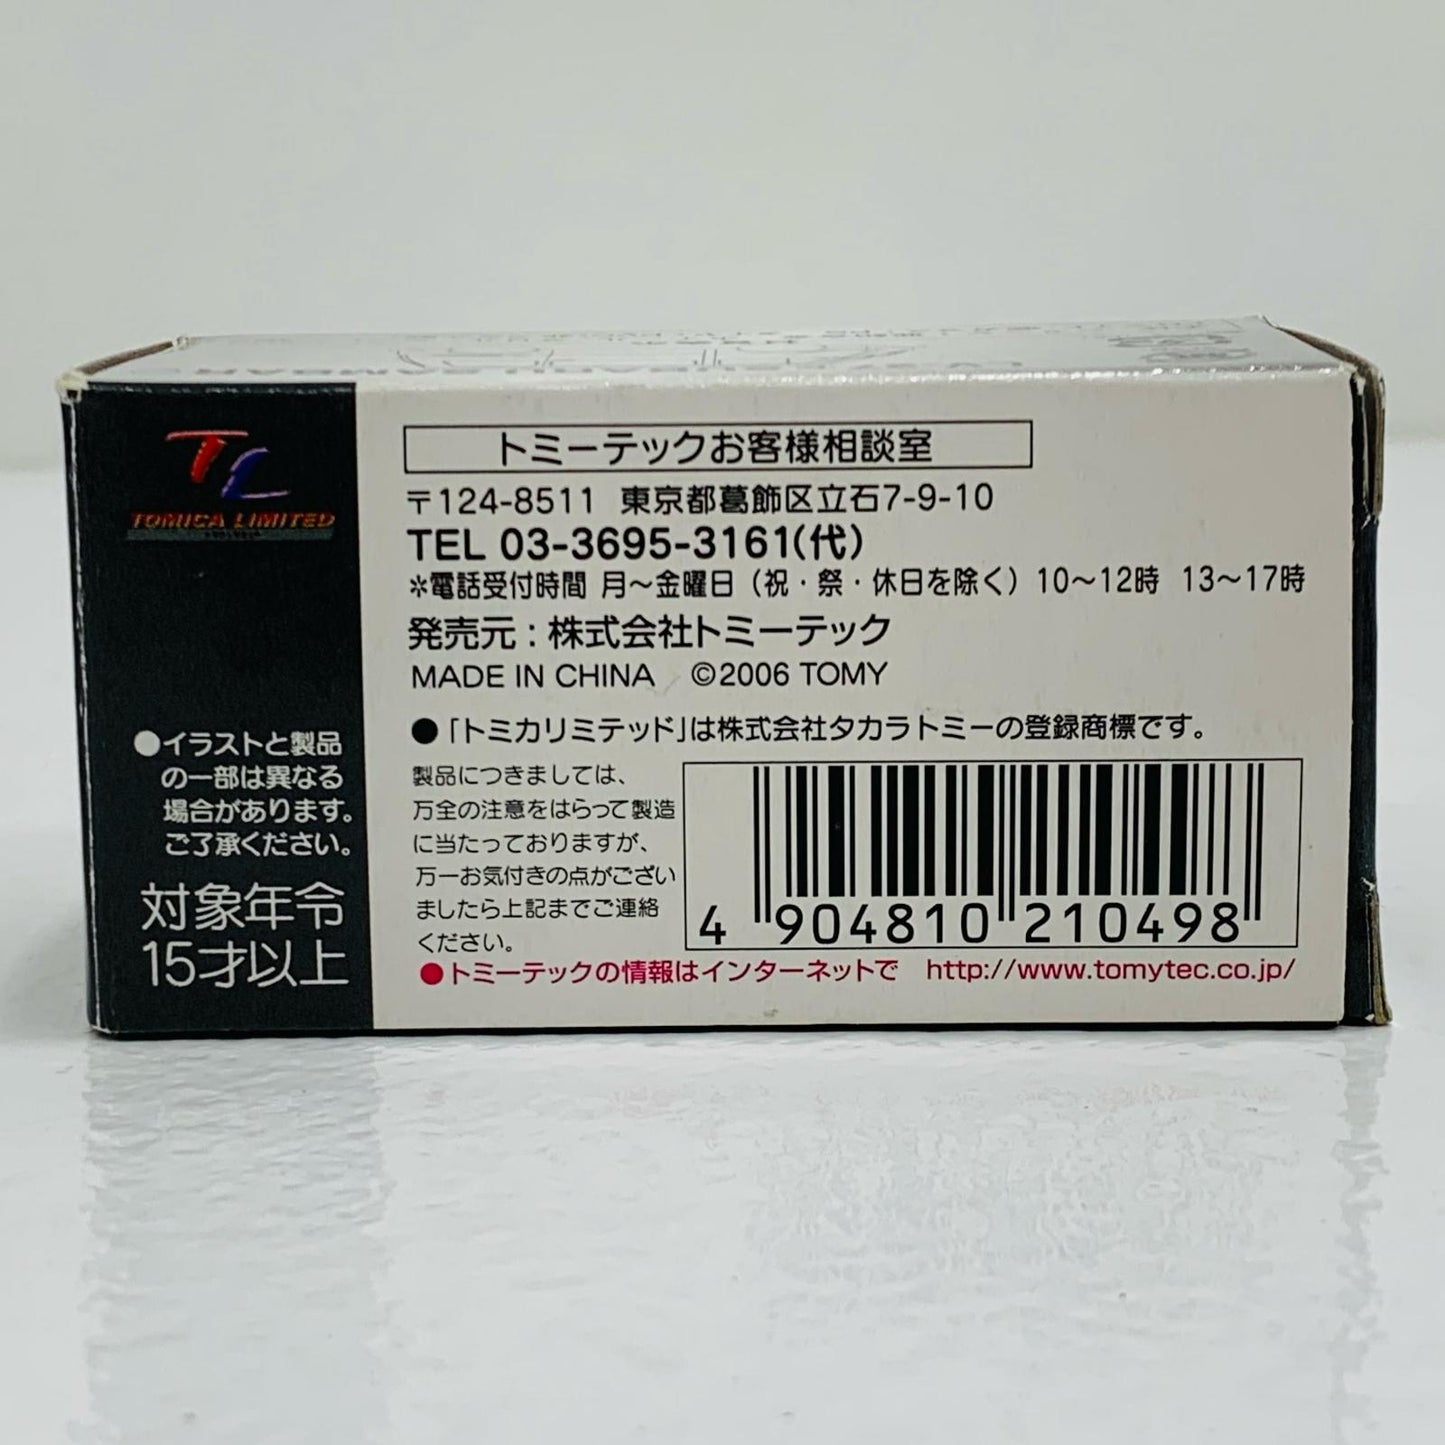 TOMICA LIMITED
●イラストと製品
の一部は異なる
場合があります。
ご了承ください。
対象年令
15才以上
トミーテックお客様相談室
〒124-8511 東京都葛飾区立石7-9-10
TEL 03-3695-3161(代)
*電話受付時間 月〜金曜日（祝・祭・休日を除く）10〜12時 13〜17時
発売元：株式会社トミーテック
MADE IN CHINA ©2006 TOMY
●「トミカリミテッド」は株式会社タカラトミーの登録商標です。
製品につきましては、
万全の注意をはらって製造
に当たっておりますが、
万一お気付きの点がござい
ましたら上記までご連絡
ください。
4 904810 210498
●トミーテックの情報はインターネットで http://www.tomytec.co.jp/